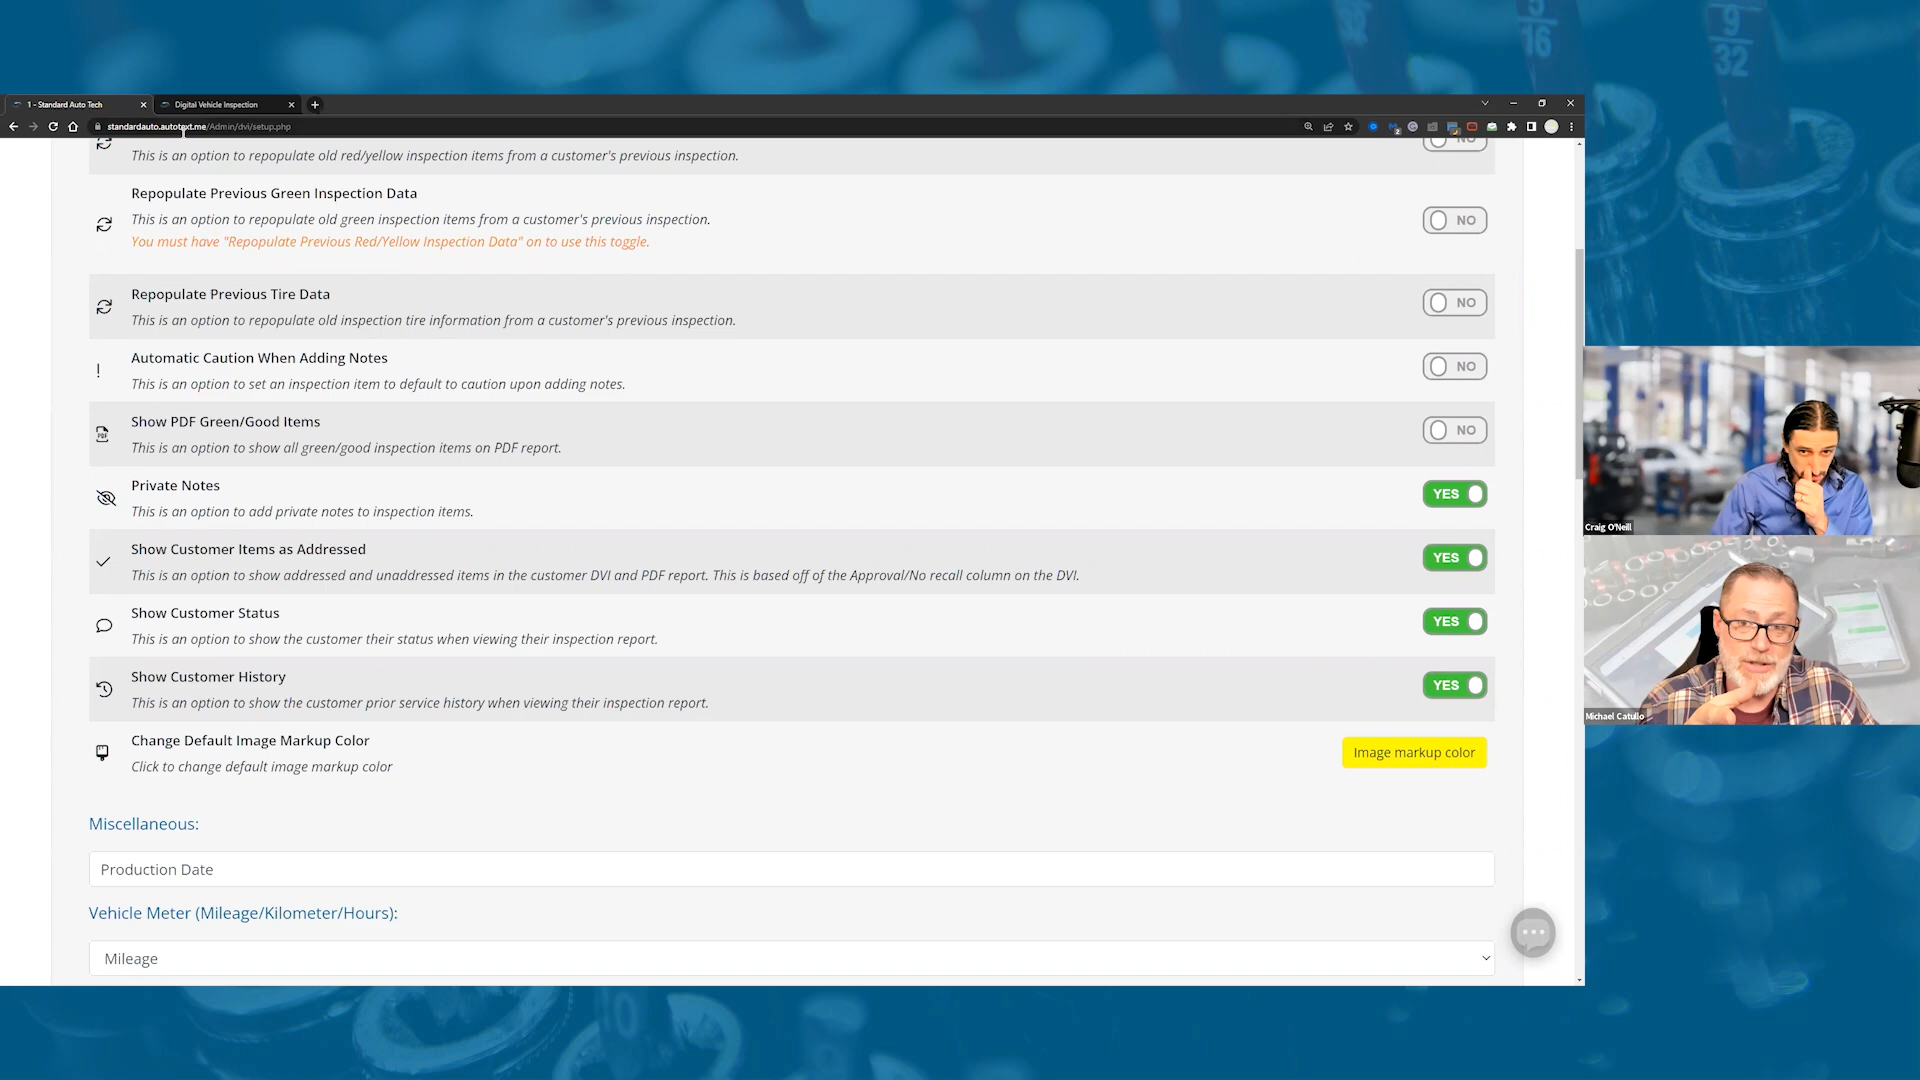 9
32
5
16
1 - Standard Auto Tech
Digital Vehicle Inspection
standardauto.autotext.me/Admin/dvi/setup.php
This is an option to repopulate old red/yellow inspection items from a customer's previous inspection.
NO
Repopulate Previous Green Inspection Data
This is an option to repopulate old green inspection items from a customer's previous inspection.
You must have "Repopulate Previous Red/Yellow Inspection Data" on to use this toggle.
NO
Repopulate Previous Tire Data
This is an option to repopulate old inspection tire information from a customer's previous inspection.
NO
Automatic Caution When Adding Notes
This is an option to set an inspection item to default to caution upon adding notes.
NO
PDF
Show PDF Green/Good Items
This is an option to show all green/good inspection items on PDF report.
NO
Private Notes
This is an option to add private notes to inspection items.
YES
Show Customer Items as Addressed
This is an option to show addressed and unaddressed items in the customer DVI and PDF report. This is based off of the Approval/No recall column on the DVI.
YES
Show Customer Status
This is an option to show the customer their status when viewing their inspection report.
YES
Show Customer History
This is an option to show the customer prior service history when viewing their inspection report.
YES
Change Default Image Markup Color
Click to change default image markup color
Image markup color
Miscellaneous:
Production Date
Vehicle Meter (Mileage/Kilometer/Hours):
Mileage
Craig O'Neill
Michael Catullo